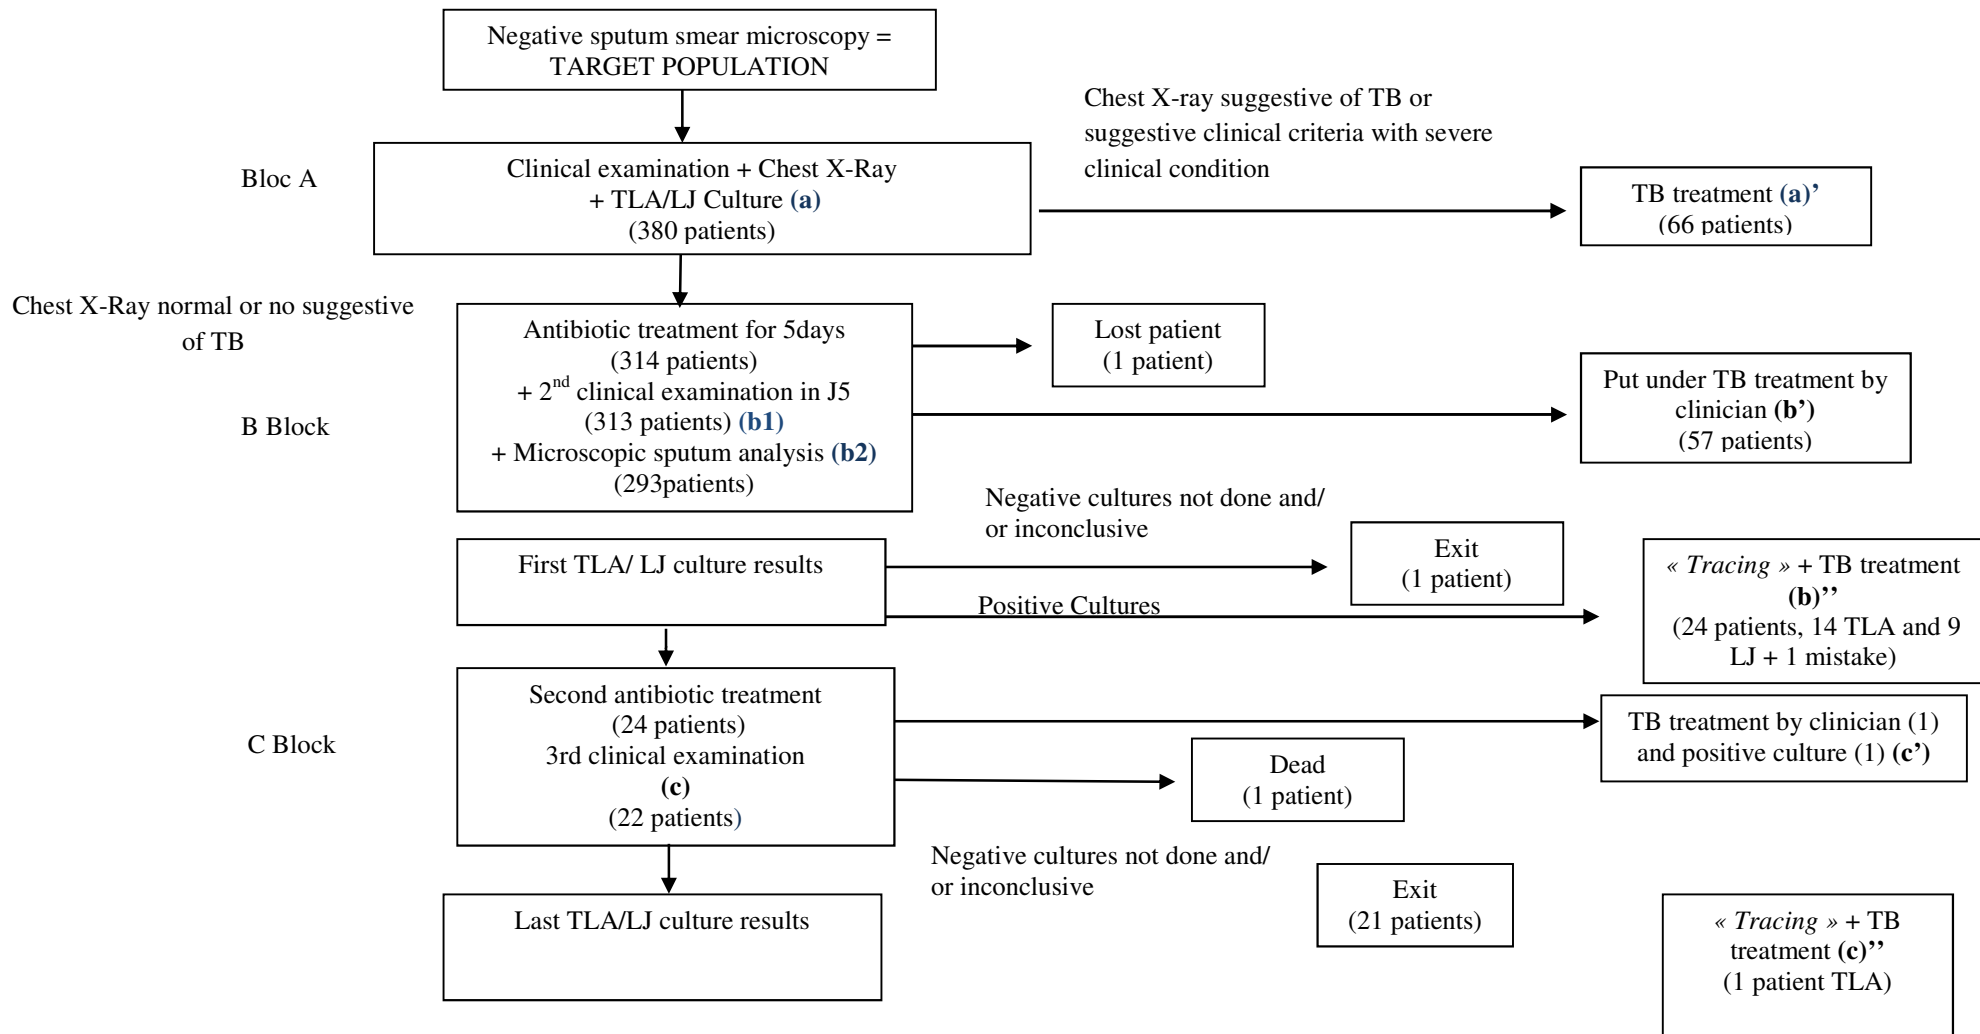 Negative sputum smear microscopy =
TARGET POPULATION
Chest X-ray suggestive of TB or
suggestive clinical criteria with severe
clinical condition
Bloc A
Clinical examination + Chest X-Ray
+ TLA/LJ Culture (a)
(380 patients)
TB treatment (a)’
(66 patients)
Chest X-Ray normal or no suggestive
of TB
B Block
Antibiotic treatment for 5days
(314 patients)
+ 2nd clinical examination in J5
(313 patients) (b1)
+ Microscopic sputum analysis (b2)
(293patients)
Lost patient
(1 patient)
Put under TB treatment by
clinician (b’)
(57 patients)
Negative cultures not done and/
or inconclusive
First TLA/ LJ culture results
Exit
(1 patient)
Positive Cultures
« Tracing » + TB treatment
(b)’’
(24 patients, 14 TLA and 9
LJ + 1 mistake)
C Block
Second antibiotic treatment
(24 patients)
3rd clinical examination
(c)
(22 patients)
TB treatment by clinician (1)
and positive culture (1) (c’)
Dead
(1 patient)
Negative cultures not done and/
or inconclusive
Last TLA/LJ culture results
Exit
(21 patients)
« Tracing » + TB
treatment (c)’’
(1 patient TLA)